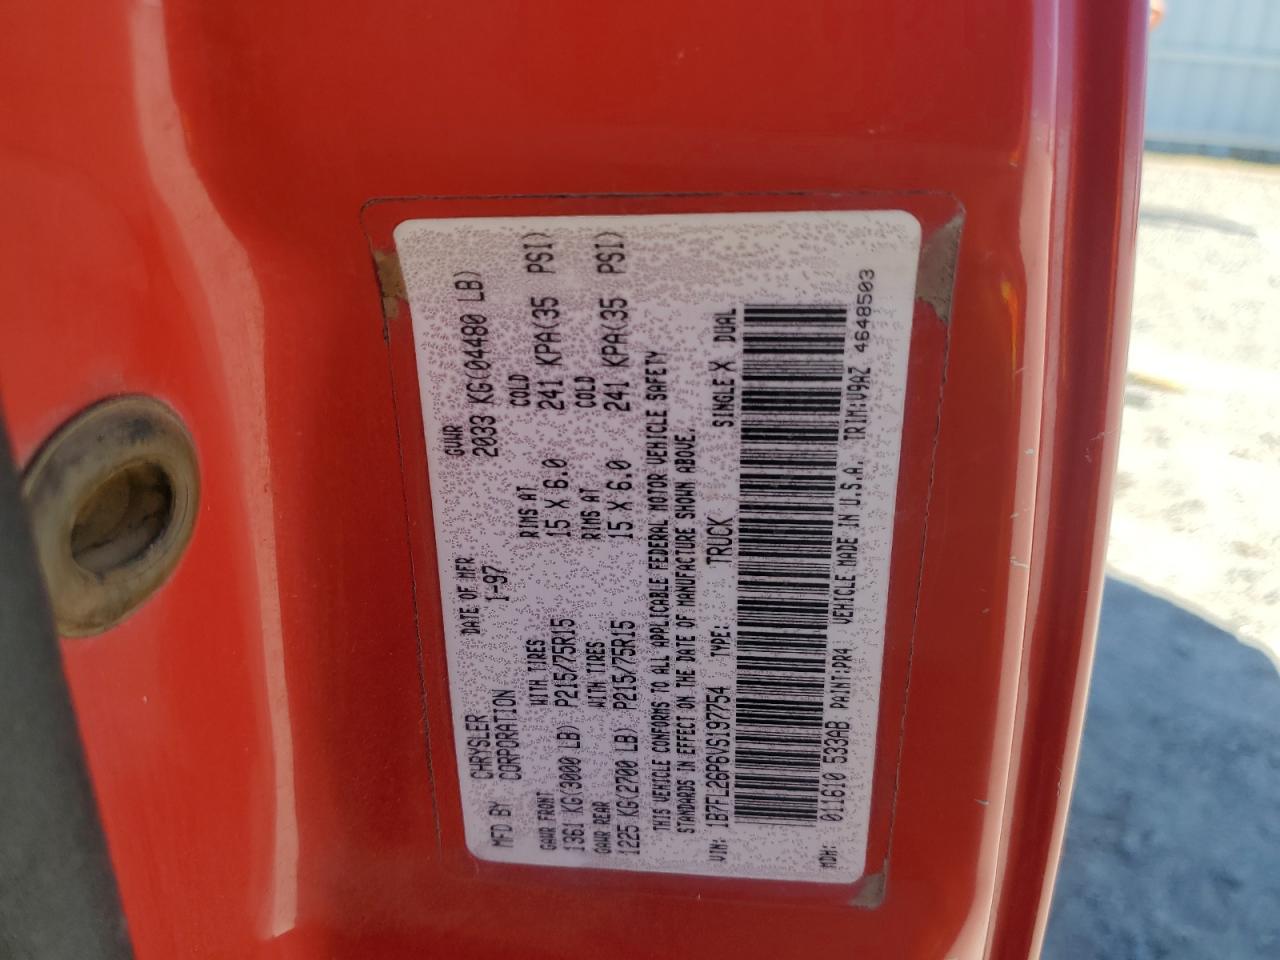 MFD BY CHRYSLER CORPORATION DATE OF MFR 1-97 GVWR 2033 KG(04480 LB)
GAWR FRONT WITH TIRES RIMS AT COLD
1361 KG(3000 LB) P215/75R15 15 X 6.0 241 KPA(35 PSI)
GAWR REAR WITH TIRES RIMS AT COLD
1225 KG(2700 LB) P215/75R15 15 X 6.0 241 KPA(35 PSI)
THIS VEHICLE CONFORMS TO ALL APPLICABLE FEDERAL MOTOR VEHICLE SAFETY
STANDARDS IN EFFECT ON THE DATE OF MANUFACTURE SHOWN ABOVE.
VIN: 1B7FL26P6VS197754 TYPE: TRUCK SINGLE X DUAL
MDH: 011610 533AB PAINT:PR4 VEHICLE MADE IN U.S.A. TRIM:V9AZ 4648503